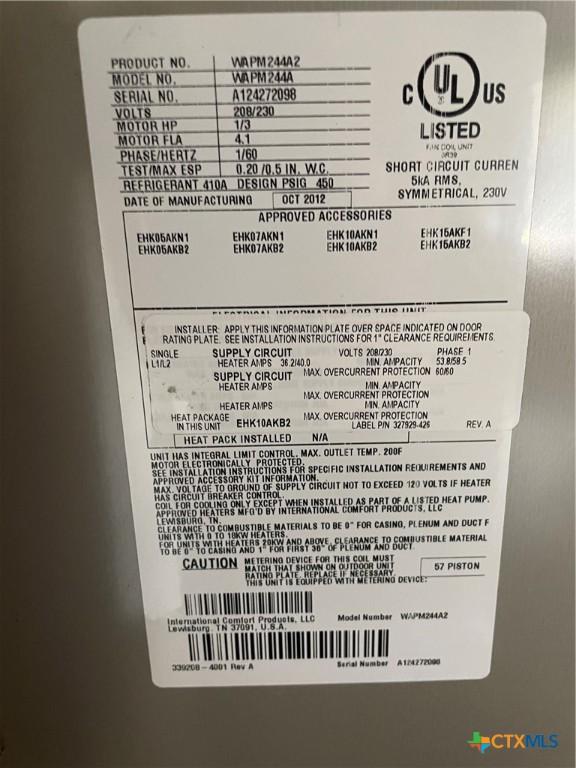 PRODUCT NO. WAPM244A2
MODEL NO. WAPM244A
SERIAL NO. A124272098
VOLTS 208/230
MOTOR HP 1/3
MOTOR FLA 4.1
PHASE/HERTZ 1/60
TEST/MAX ESP 0.20 /0.5 IN. W.C.
REFRIGERANT 410A DESIGN PSIG 450
DATE OF MANUFACTURING OCT 2012
C UL US
LISTED
FAN COIL UNIT
SHORT CIRCUIT CURREN
5kA RMS,
SYMMETRICAL, 230V
APPROVED ACCESSORIES
EHK05AKN1 EHK07AKN1 EHK10AKN1 EHK15AKF1
EHK05AKB2 EHK07AKB2 EHK10AKB2 EHK15AKB2
ELECTRICAL INFORMATION FOR THIS UNIT
INSTALLER: APPLY THIS INFORMATION PLATE OVER SPACE INDICATED ON DOOR
RATING PLATE. SEE INSTALLATION INSTRUCTIONS FOR 1" CLEARANCE REQUIREMENTS.
SINGLE SUPPLY CIRCUIT VOLTS 208/230 PHASE 1
L1/L2 HEATER AMPS 36.2/40.0 MIN. AMPACITY 53.8/58.5
SUPPLY CIRCUIT MAX. OVERCURRENT PROTECTION 60/60
HEATER AMPS MIN. AMPACITY
MAX. OVERCURRENT PROTECTION
HEATER AMPS MIN. AMPACITY
HEAT PACKAGE MAX. OVERCURRENT PROTECTION
IN THIS UNIT EHK10AKB2 LABEL P/N 327929-426 REV. A
HEAT PACK INSTALLED N/A
UNIT HAS INTEGRAL LIMIT CONTROL. MAX. OUTLET TEMP. 200F
MOTOR ELECTRONICALLY PROTECTED.
SEE INSTALLATION INSTRUCTIONS FOR SPECIFIC INSTALLATION REQUIREMENTS AND
APPROVED ACCESSORY KIT INFORMATION.
MAX. VOLTAGE TO GROUND OF SUPPLY CIRCUIT NOT TO EXCEED 120 VOLTS IF HEATER
HAS CIRCUIT BREAKER CONTROL.
COIL FOR COOLING ONLY EXCEPT WHEN INSTALLED AS PART OF A LISTED HEAT PUMP.
APPROVED HEATERS MFG'D BY INTERNATIONAL COMFORT PRODUCTS, LLC
LEWISBURG, TN.
CLEARANCE TO COMBUSTIBLE MATERIALS TO BE 0" FOR CASING, PLENUM AND DUCT F
UNITS WITH 0 TO 18KW HEATERS.
FOR UNITS WITH HEATERS 20KW AND ABOVE, CLEARANCE TO COMBUSTIBLE MATERIAL
TO BE 0" TO CASING AND 1" FOR FIRST 36" OF PLENUM AND DUCT.
CAUTION METERING DEVICE FOR THIS COIL MUST
MATCH THAT SHOWN ON OUTDOOR UNIT
RATING PLATE. REPLACE IF NECESSARY.
THIS UNIT IS EQUIPPED WITH METERING DEVICE: 57 PISTON
International Comfort Products, LLC Model Number WAPM244A2
Lewisburg, TN 37091, U.S.A.
339208-4001 Rev A Serial Number A124272098
CTXMLS